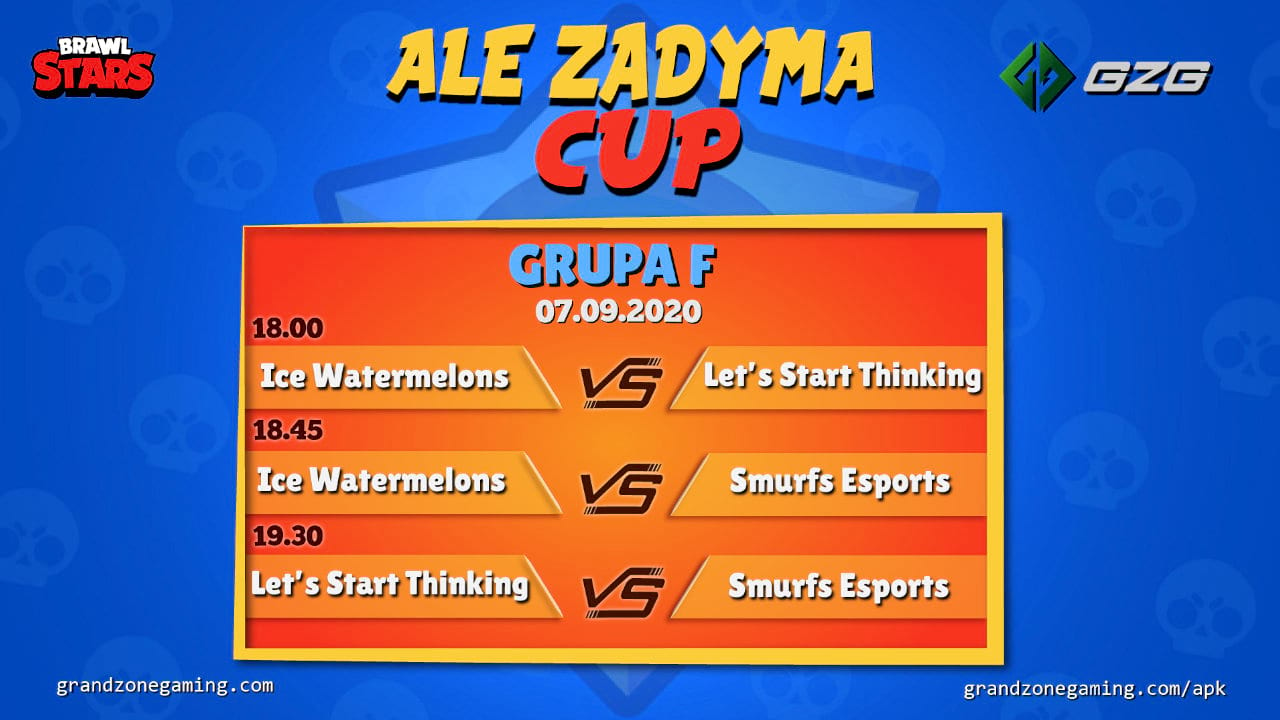 BRAWL
STARS
ALE ZADYMA
CUP
GZG
GRUPA F
07.09.2020
18.00
Ice Watermelons VS Let's Start Thinking
18.45
Ice Watermelons VS Smurfs Esports
19.30
Let's Start Thinking VS Smurfs Esports
grandzonegaming.com
grandzonegaming.com/apk